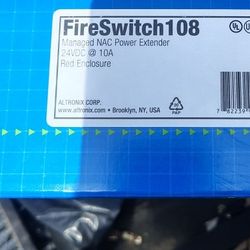 FireSwitch108
Managed NAC Power Extender
24VDC @ 10A
Red Enclosure
ALTRONIX CORP.
www.altronix.com • Brooklyn, NY, USA
PAP